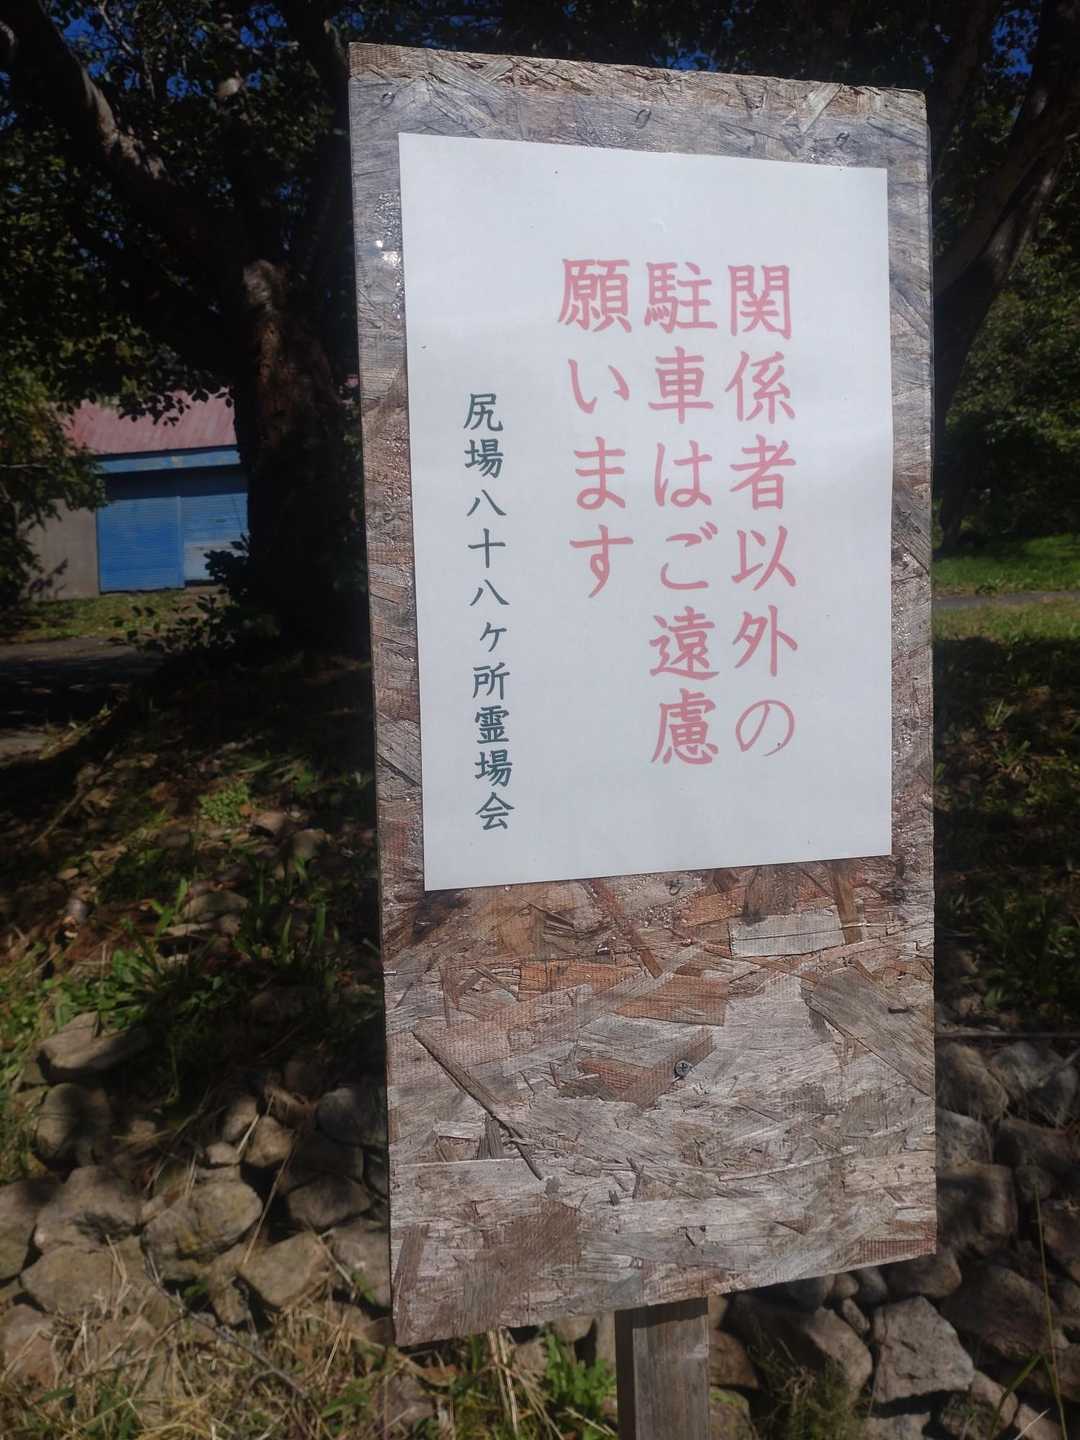 関係者以外の
駐車はご遠慮
願います
尻場八十八ヶ所霊場会